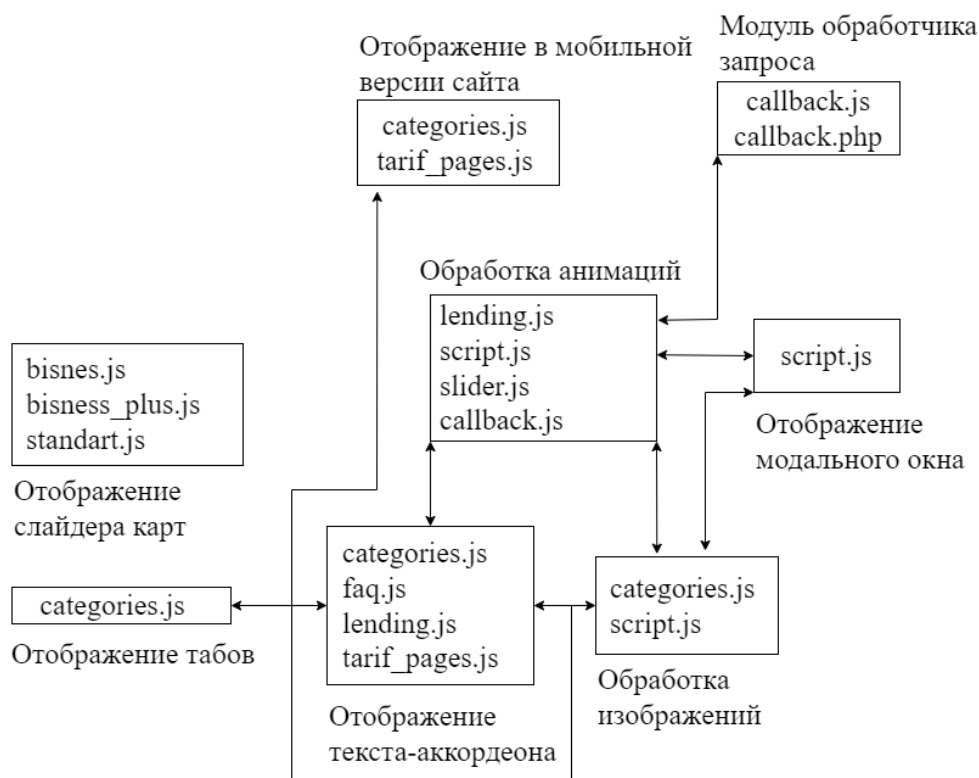 Отображение в мобильной
версии сайта
categories.js
tarif_pages.js
Модуль обработчика
запроса
callback.js
callback.php
Обработка анимаций
lending.js
script.js
slider.js
callback.js
script.js
Отображение
модального окна
bisnes.js
bisness_plus.js
standart.js
Отображение
слайдера карт
categories.js
Отображение табов
categories.js
faq.js
lending.js
tarif_pages.js
Отображение
текста-аккордеона
categories.js
script.js
Обработка
изображений